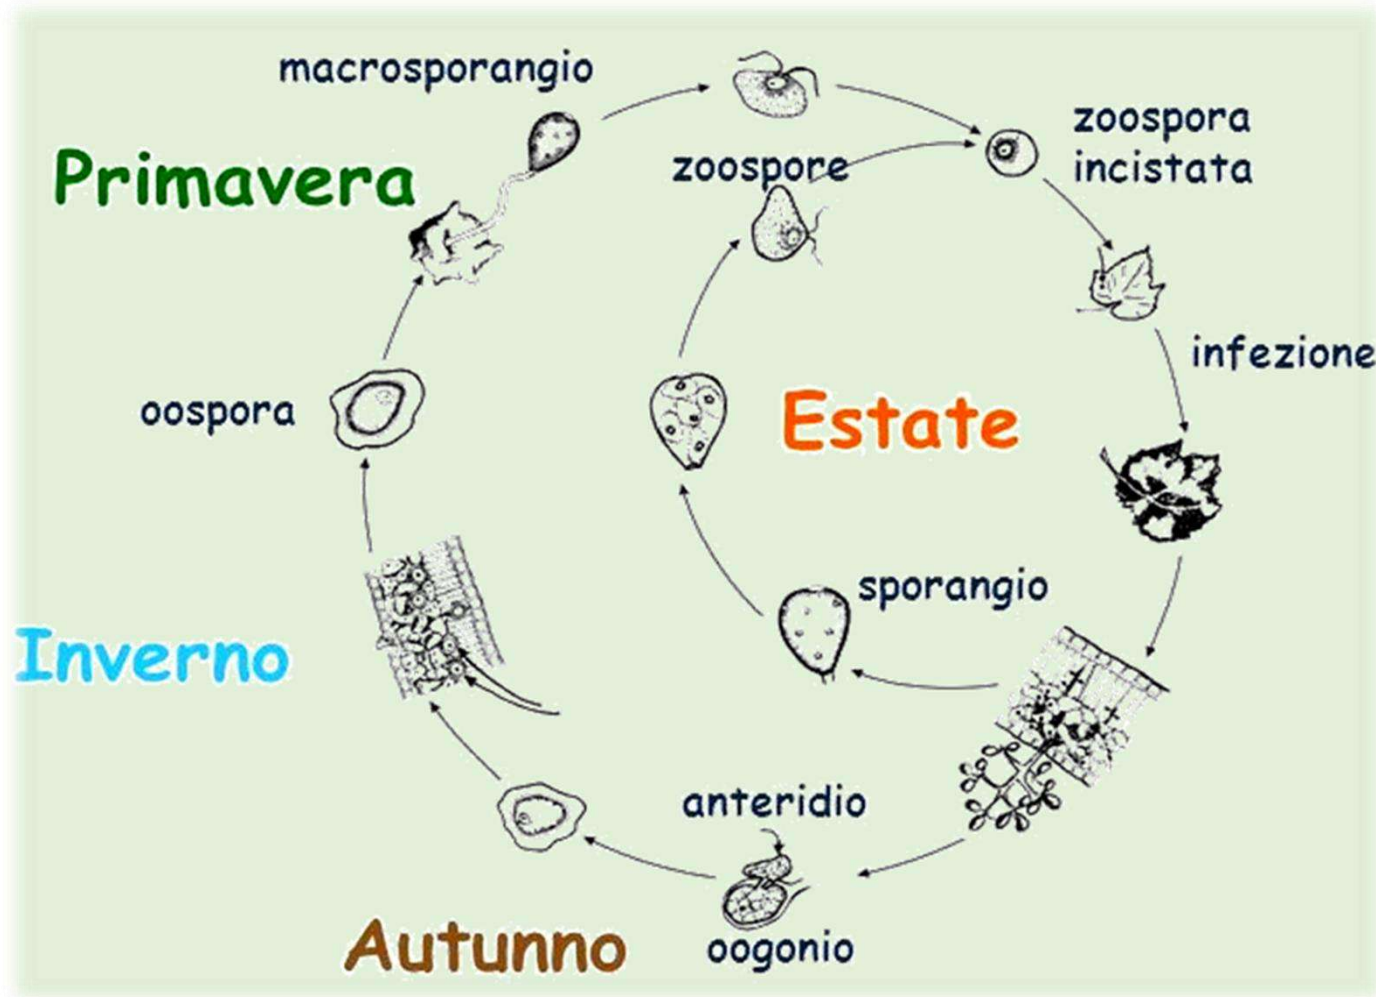 macrosporangio
zoospora
incistata
Primavera
zoospore
infezione
oospora
Estate
sporangio
Inverno
anteridio
Autunno
oogonio